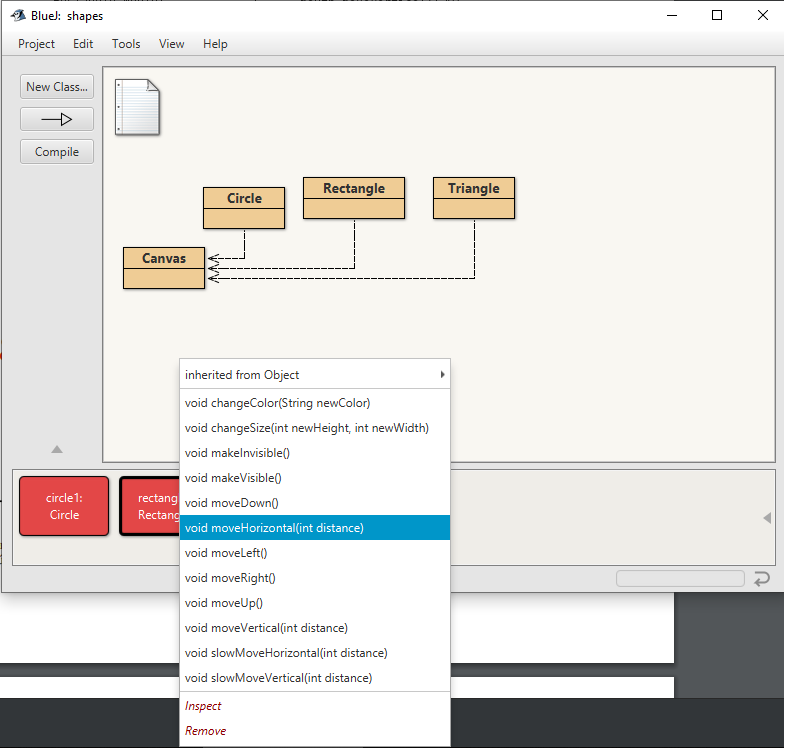 BlueJ: shapes
Project Edit Tools View Help
New Class...
Compile
Circle
Rectangle
Triangle
Canvas
inherited from Object
void changeColor(String newColor)
void changeSize(int newHeight, int newWidth)
void makeInvisible()
void makeVisible()
void moveDown()
void moveHorizontal(int distance)
void moveLeft()
void moveRight()
void moveUp()
void moveVertical(int distance)
void slowMoveHorizontal(int distance)
void slowMoveVertical(int distance)
Inspect
Remove
circle1:
Circle
rectang
Rectang